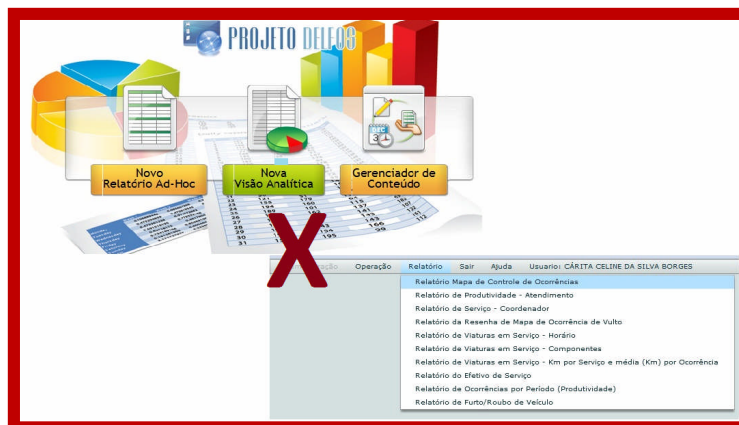 PROJETO DELFOS
Novo
Relatório Ad-Hoc
Nova
Visão Analítica
Gerenciador de
Conteúdo
X
Operação Relatório Sair Ajuda Usuario: CÁRITA CELINE DA SILVA BORGES
Relatório Mapa de Controle de Ocorrências
Relatório de Produtividade - Atendimento
Relatório de Serviço - Coordenador
Relatório da Resenha de Mapa de Ocorrência de Vulto
Relatório de Viaturas em Serviço - Horário
Relatório de Viaturas em Serviço - Componentes
Relatório de Viaturas em Serviço - Km por Serviço e média (Km) por Ocorrência
Relatório do Efetivo de Serviço
Relatório de Ocorrências por Período (Produtividade)
Relatório de Furto/Roubo de Veículo